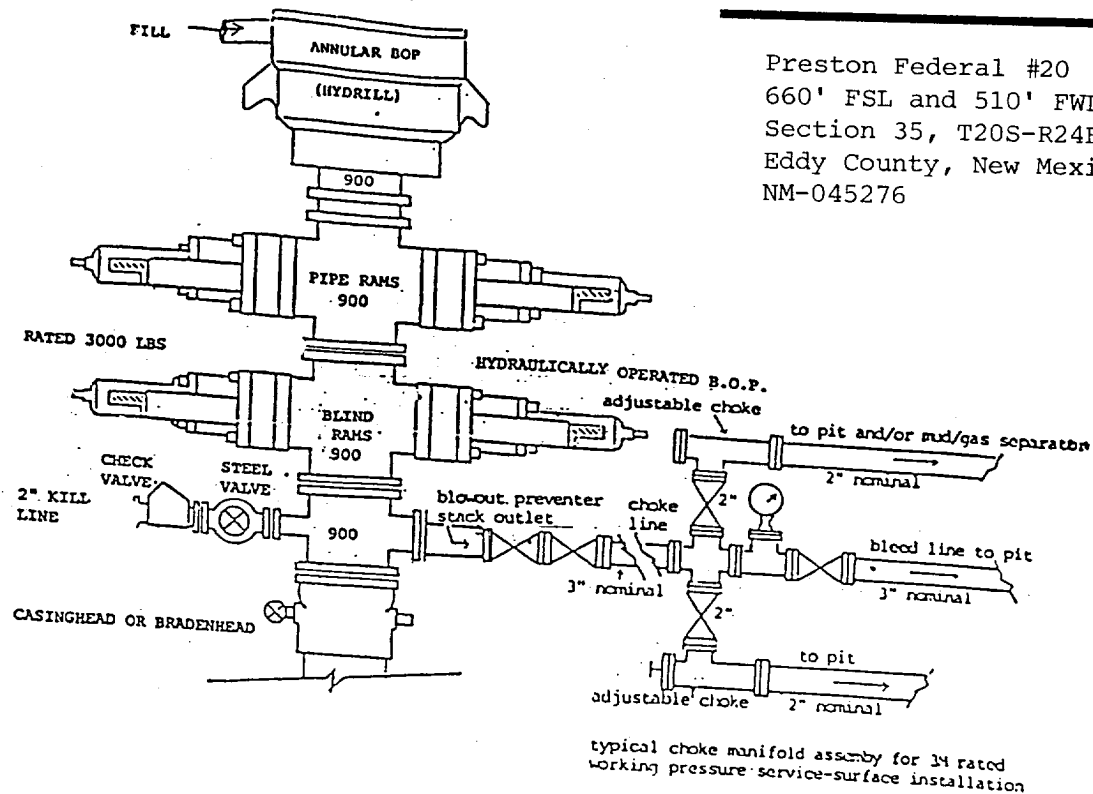 FILL
ANNULAR BOP
(HYDRILL)
900
Preston Federal #20
660' FSL and 510' FWL
Section 35, T20S-R24E
Eddy County, New Mexi
NM-045276
PIPE RAMS
900
RATED 3000 LBS
HYDRAULICALLY OPERATED B.O.P.
BLIND
RAMS
900
adjustable choke
to pit and/or mud/gas separator
2" nominal
CHECK
VALVE
STEEL
VALVE
2" KILL
LINE
900
blowout preventer
stack outlet
choke
line
2"
3" nominal
bleed line to pit
3" nominal
CASINGHEAD OR BRADENHEAD
2"
to pit
adjustable choke
2" nominal
typical choke manifold assemby for 3M rated
working pressure service-surface installation